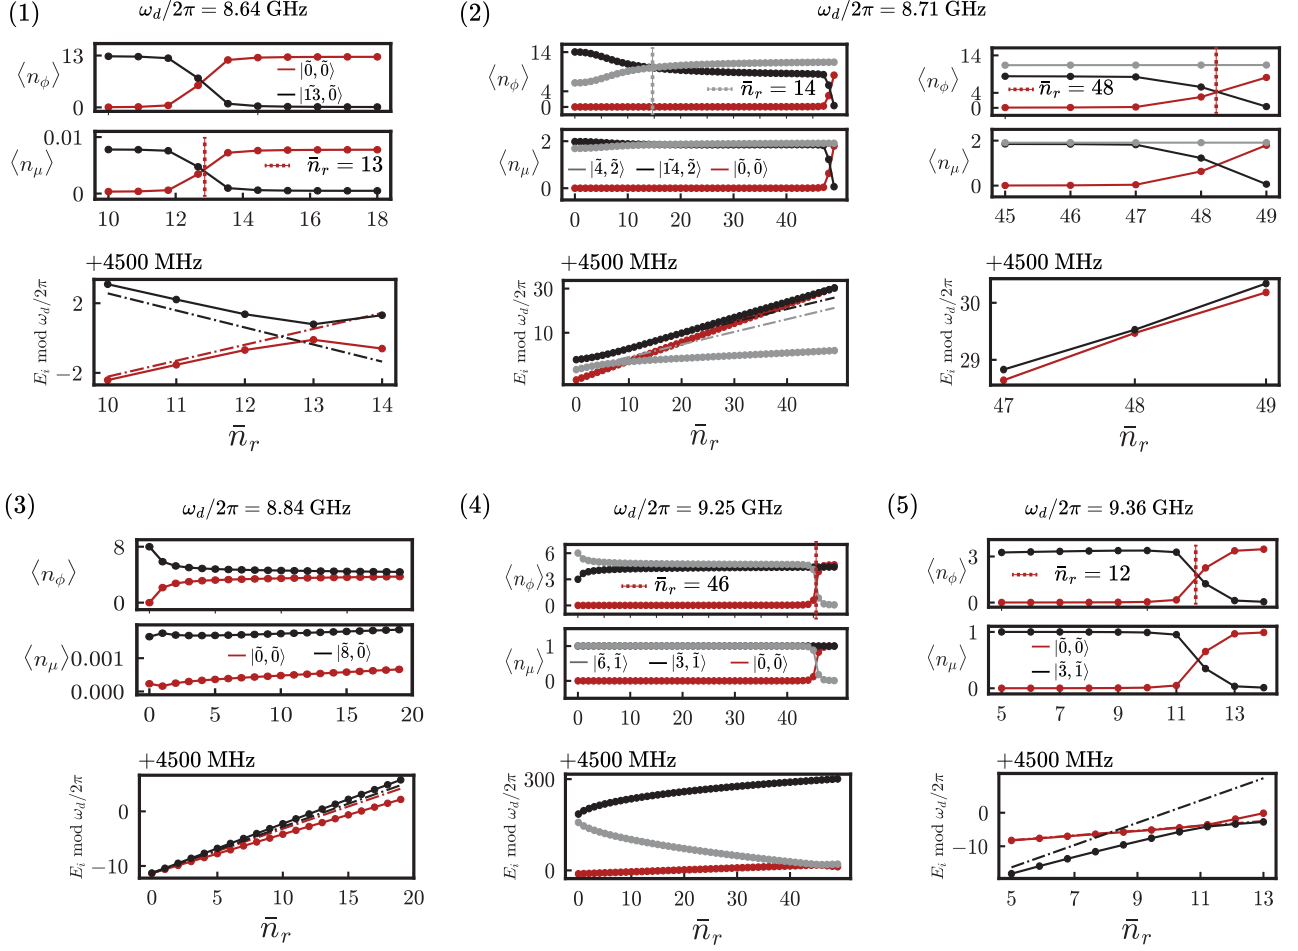 (1)
ω_d/2π = 8.64 GHz
13
⟨n_ϕ⟩
0
|0̃, 0̃⟩
|1̃3, 0̃⟩
0.01
⟨n_μ⟩
0
n̄_r = 13
10 12 14 16 18
+4500 MHz
E_i mod ω_d/2π
2
−2
10 11 12 13 14
n̄_r
(2)
ω_d/2π = 8.71 GHz
14
⟨n_ϕ⟩
4
0
n̄_r = 14
2
⟨n_μ⟩
0
|4̃, 2̃⟩ |1̃4, 2̃⟩ |0̃, 0̃⟩
0 10 20 30 40
+4500 MHz
E_i mod ω_d/2π
30
10
0 10 20 30 40
n̄_r
14
⟨n_ϕ⟩
4
0
n̄_r = 48
2
⟨n_μ⟩
0
45 46 47 48 49
E_i mod ω_d/2π
30
29
47 48 49
n̄_r
(3)
ω_d/2π = 8.84 GHz
8
⟨n_ϕ⟩
0
⟨n_μ⟩
0.001
0.000
|0̃, 0̃⟩ |8̃, 0̃⟩
0 5 10 15 20
+4500 MHz
E_i mod ω_d/2π
0
−10
0 5 10 15 20
n̄_r
(4)
ω_d/2π = 9.25 GHz
6
⟨n_ϕ⟩
3
0
n̄_r = 46
1
⟨n_μ⟩
0
|6̃, 1̃⟩ |3̃, 1̃⟩ |0̃, 0̃⟩
0 10 20 30 40
+4500 MHz
E_i mod ω_d/2π
300
0
0 10 20 30 40
n̄_r
(5)
ω_d/2π = 9.36 GHz
3
⟨n_ϕ⟩
0
n̄_r = 12
1
⟨n_μ⟩
0
|0̃, 0̃⟩
|3̃, 1̃⟩
5 7 9 11 13
+4500 MHz
E_i mod ω_d/2π
0
−10
5 7 9 11 13
n̄_r